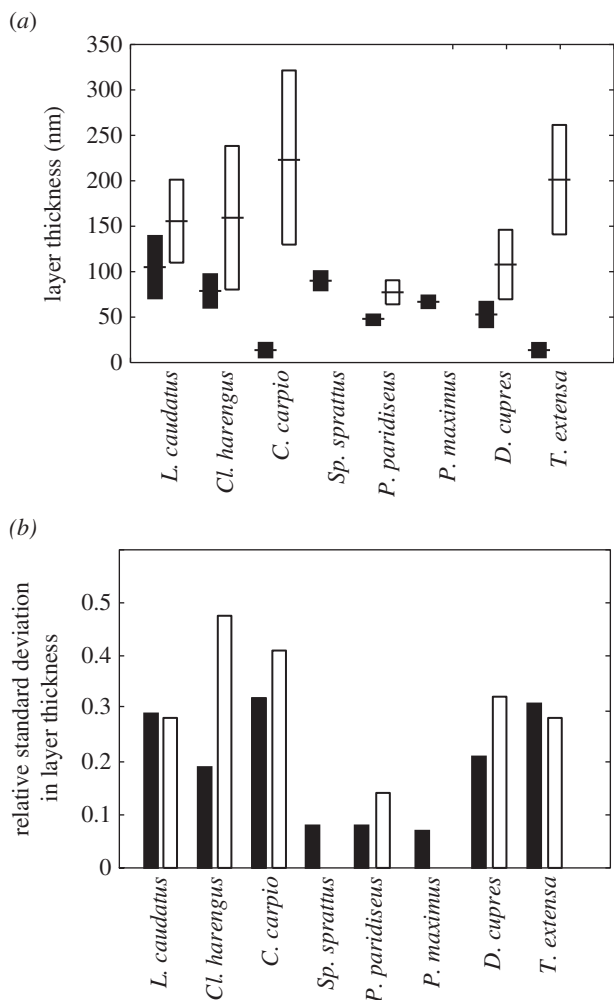 (a)
layer thickness (nm)
350
300
250
200
150
100
50
0
L. caudatus
Cl. harengus
C. carpio
Sp. sprattus
P. paridiseus
P. maximus
D. cupres
T. extensa
(b)
relative standard deviation
in layer thickness
0.5
0.4
0.3
0.2
0.1
0
L. caudatus
Cl. harengus
C. carpio
Sp. sprattus
P. paridiseus
P. maximus
D. cupres
T. extensa